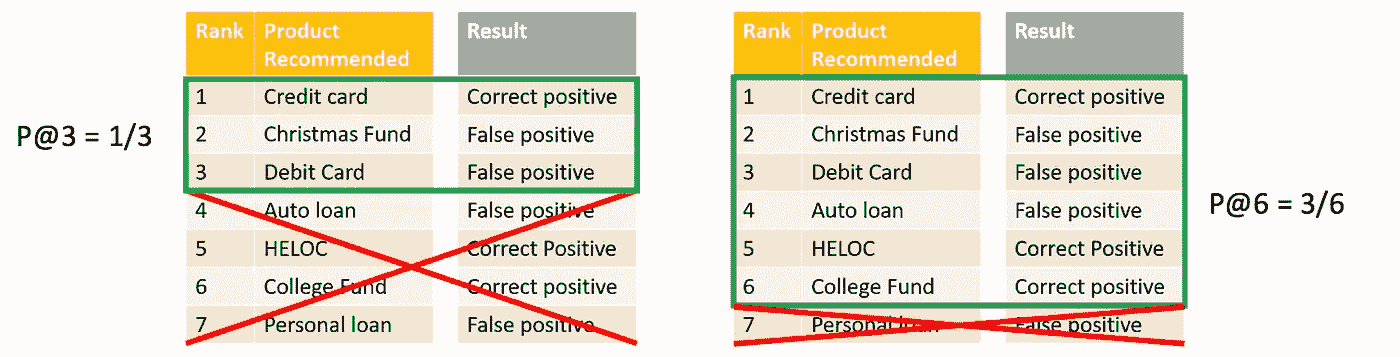 Rank Product Recommended Result
1 Credit card Correct positive
2 Christmas Fund False positive
3 Debit Card False positive
4 Auto loan False positive
5 HELOC Correct Positive
6 College Fund Correct positive
7 Personal loan False positive
P@3 = 1/3
Rank Product Recommended Result
1 Credit card Correct positive
2 Christmas Fund False positive
3 Debit Card False positive
4 Auto loan False positive
5 HELOC Correct Positive
6 College Fund Correct positive
7 Personal loan False positive
P@6 = 3/6